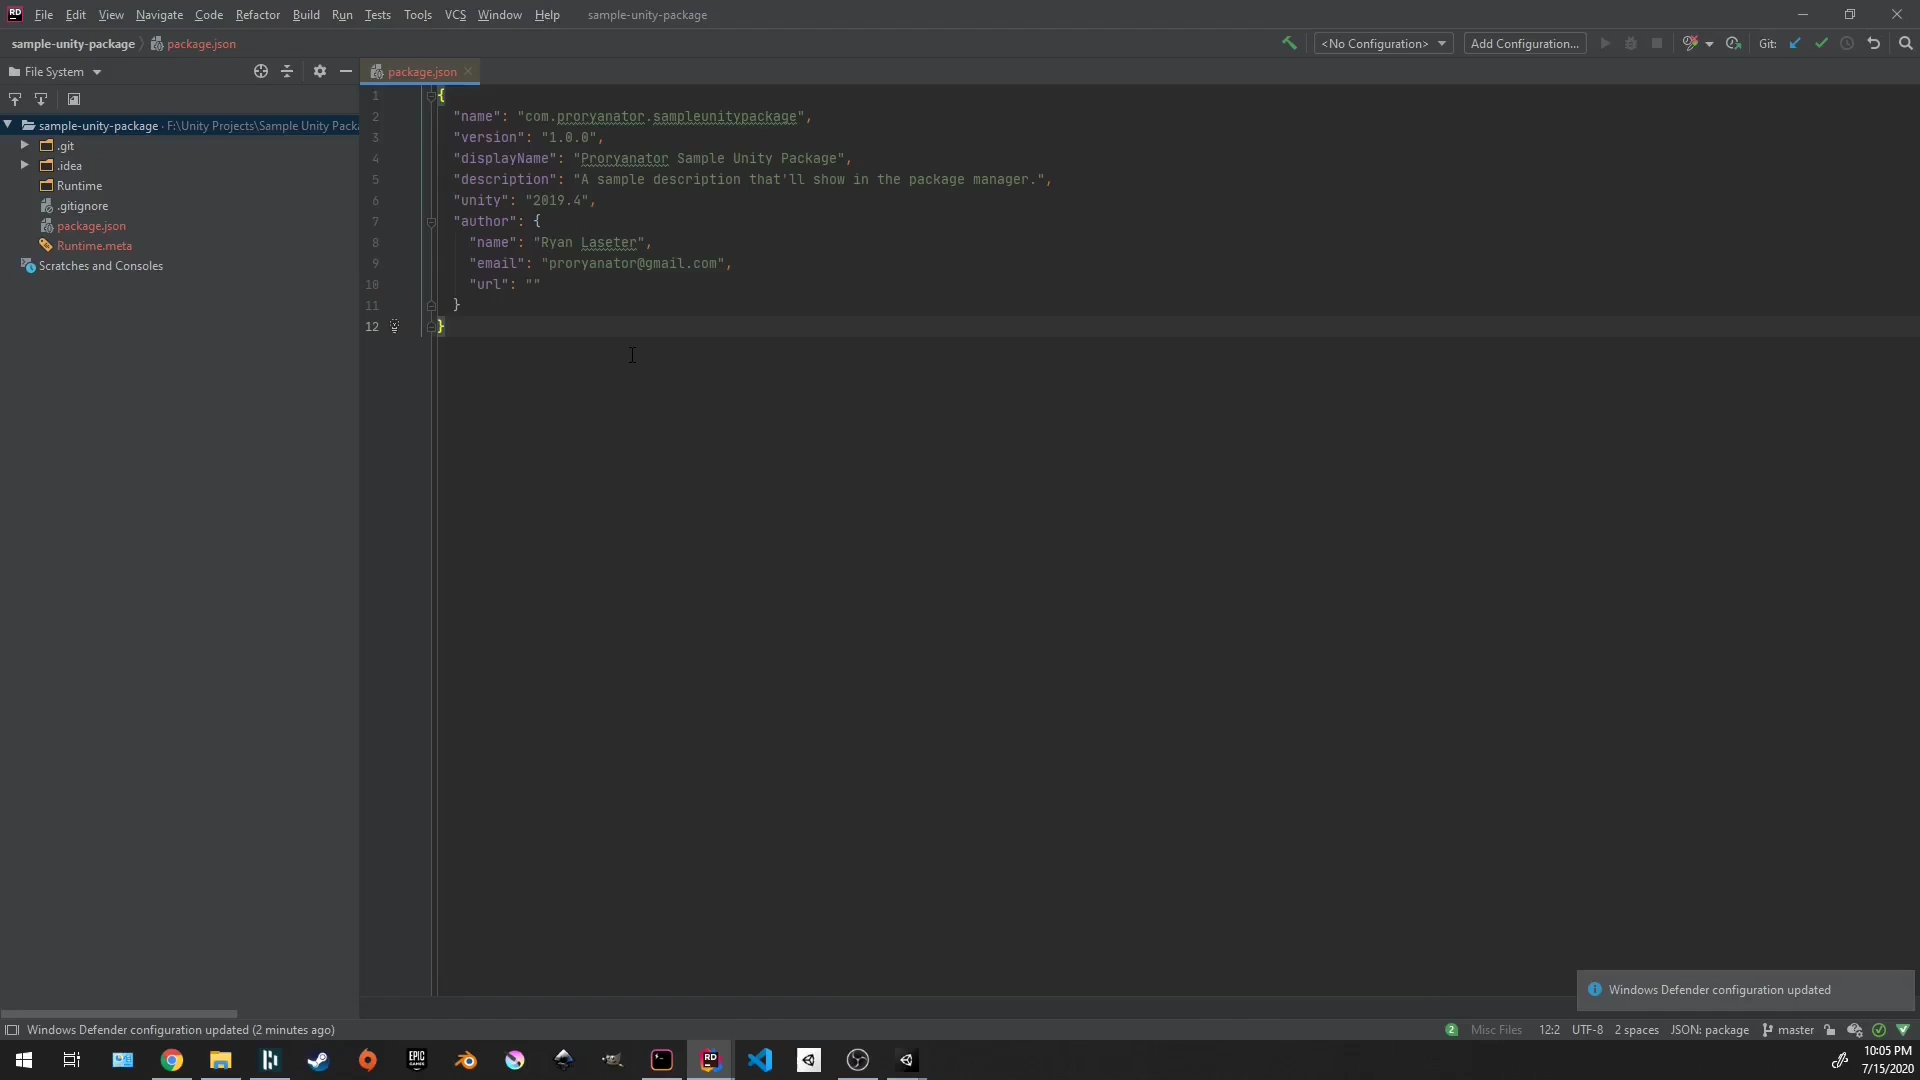 RD File Edit View Navigate Code Refactor Build Run Tests Tools VCS Window Help sample-unity-package
sample-unity-package package.json <No Configuration> Add Configuration... Git:
File System package.json
sample-unity-package · F:\Unity Projects\Sample Unity Packa
.git
.idea
Runtime
.gitignore
package.json
Runtime.meta
Scratches and Consoles
1 {
2 "name": "com.proryanator.sampleunitypackage",
3 "version": "1.0.0",
4 "displayName": "Proryanator Sample Unity Package",
5 "description": "A sample description that'll show in the package manager.",
6 "unity": "2019.4",
7 "author": {
8 "name": "Ryan Laseter",
9 "email": "proryanator@gmail.com",
10 "url": ""
11 }
12 }
Windows Defender configuration updated
Windows Defender configuration updated (2 minutes ago) 2 Misc Files 12:2 UTF-8 2 spaces JSON: package master
EPIC GAMES RD 10:05 PM
7/15/2020